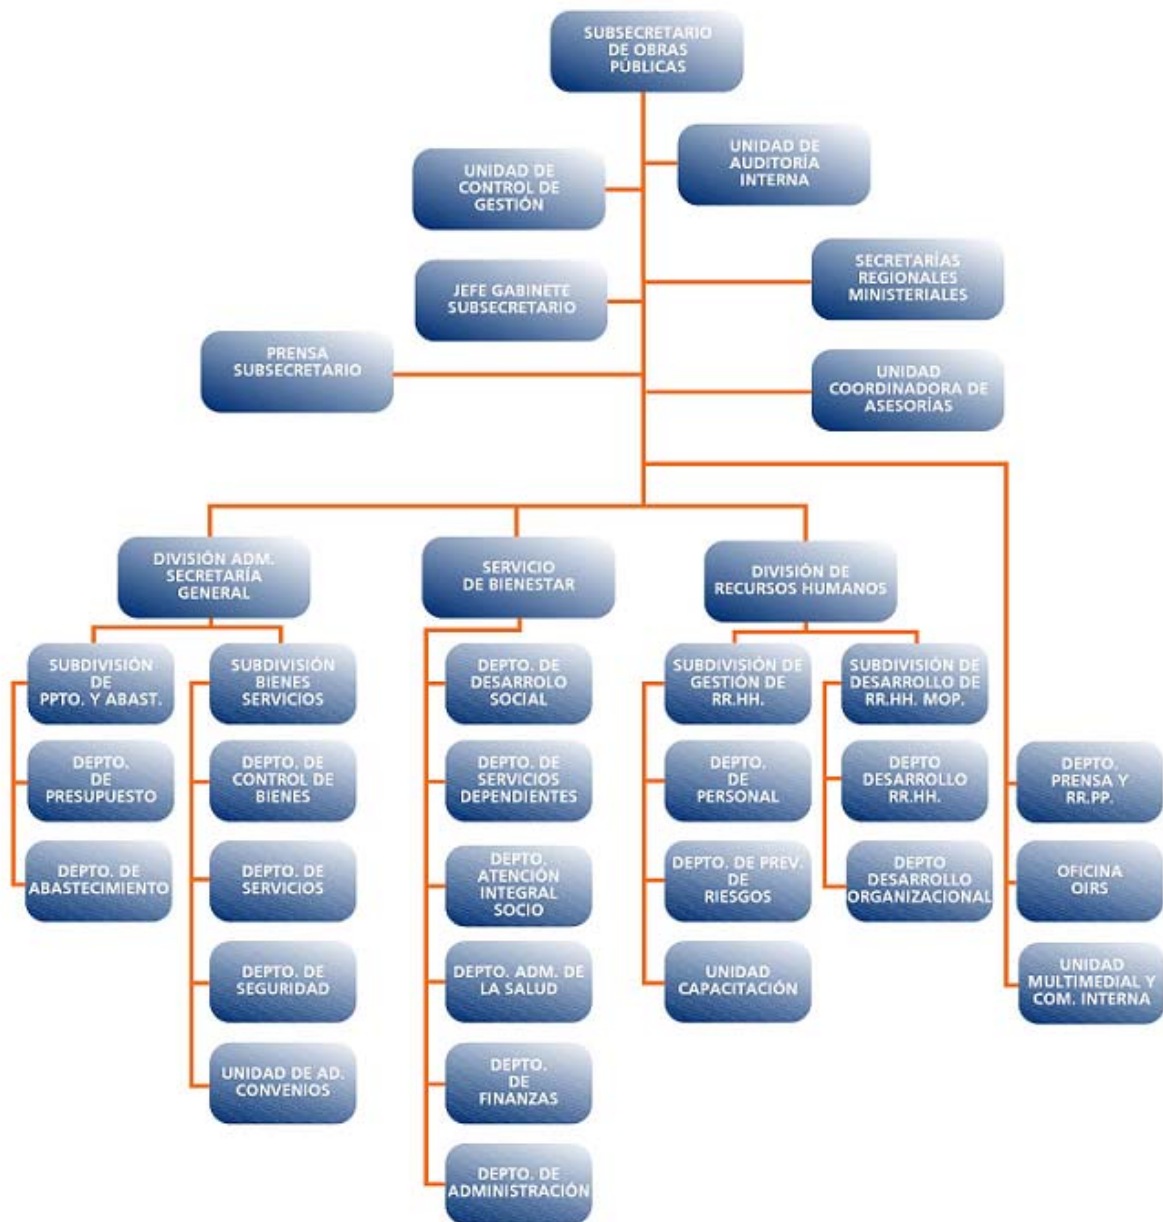 SUBSECRETARIO
DE OBRAS
PÚBLICAS
UNIDAD DE
AUDITORÍA
INTERNA
UNIDAD DE
CONTROL DE
GESTIÓN
SECRETARÍAS
REGIONALES
MINISTERIALES
JEFE GABINETE
SUBSECRETARIO
PRENSA
SUBSECRETARIO
UNIDAD
COORDINADORA DE
ASESORÍAS
DIVISIÓN ADM.
SECRETARÍA
GENERAL
SERVICIO
DE BIENESTAR
DIVISIÓN DE
RECURSOS HUMANOS
SUBDIVISIÓN
DE
PPTO. Y ABAST.
DEPTO.
DE
PRESUPUESTO
DEPTO. DE
ABASTECIMIENTO
SUBDIVISIÓN
BIENES
SERVICIOS
DEPTO. DE
CONTROL DE
BIENES
DEPTO. DE
SERVICIOS
DEPTO. DE
SEGURIDAD
UNIDAD DE AD.
CONVENIOS
DEPTO. DE
DESARROLO
SOCIAL
DEPTO. DE
SERVICIOS
DEPENDIENTES
DEPTO.
ATENCIÓN
INTEGRAL
SOCIO
DEPTO. ADM. DE
LA SALUD
DEPTO.
DE
FINANZAS
DEPTO. DE
ADMINISTRACIÓN
SUBDIVISIÓN DE
GESTIÓN DE
RR.HH.
DEPTO.
DE
PERSONAL
DEPTO. DE PREV.
DE
RIESGOS
UNIDAD
CAPACITACIÓN
SUBDIVISIÓN DE
DESARROLLO DE
RR.HH. MOP.
DEPTO
DESARROLLO
RR.HH.
DEPTO
DESARROLLO
ORGANIZACIONAL
DEPTO.
PRENSA Y
RR.PP.
OFICINA
OIRS
UNIDAD
MULTIMEDIAL Y
COM. INTERNA